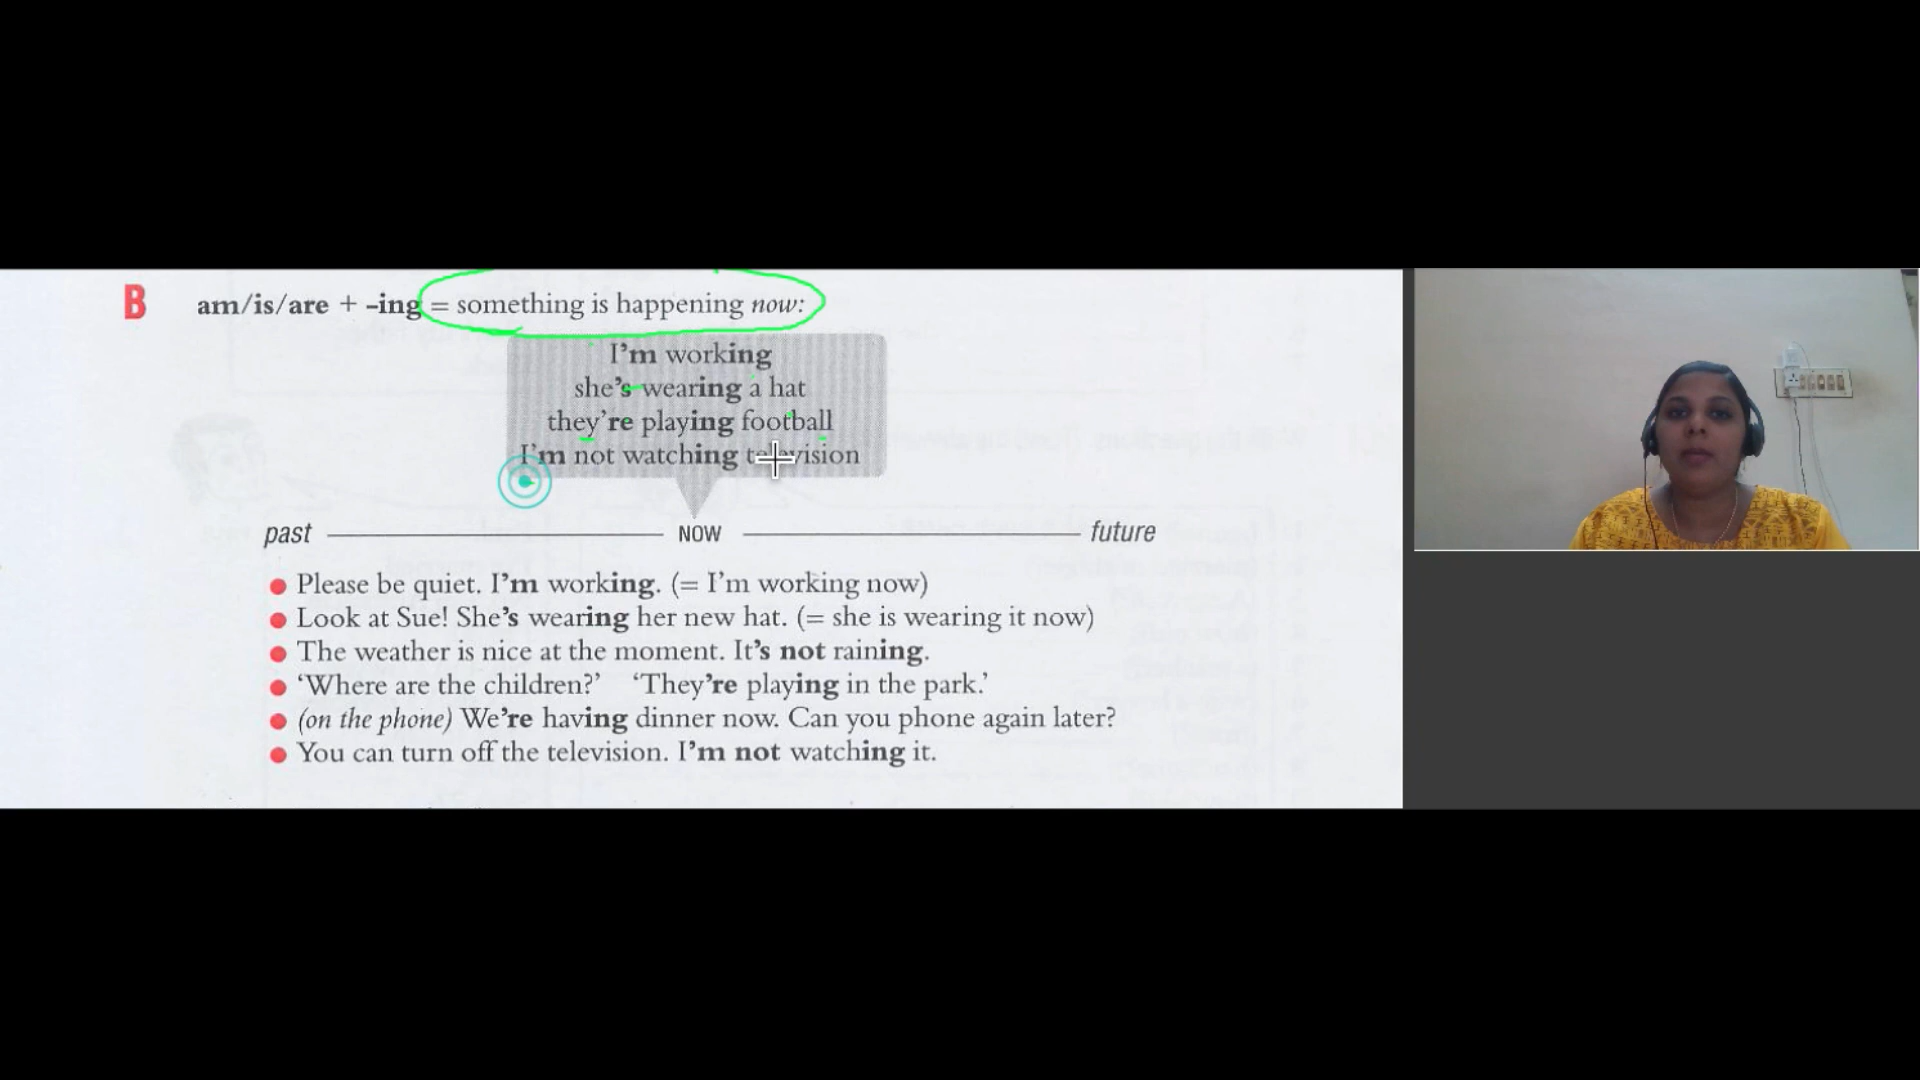 B am/is/are + -ing = something is happening now:
I'm working
she's wearing a hat
they're playing football
I'm not watching television
past NOW future
● Please be quiet. I'm working. (= I'm working now)
● Look at Sue! She's wearing her new hat. (= she is wearing it now)
● The weather is nice at the moment. It's not raining.
● ‘Where are the children?’ ‘They're playing in the park.’
● (on the phone) We're having dinner now. Can you phone again later?
● You can turn off the television. I'm not watching it.